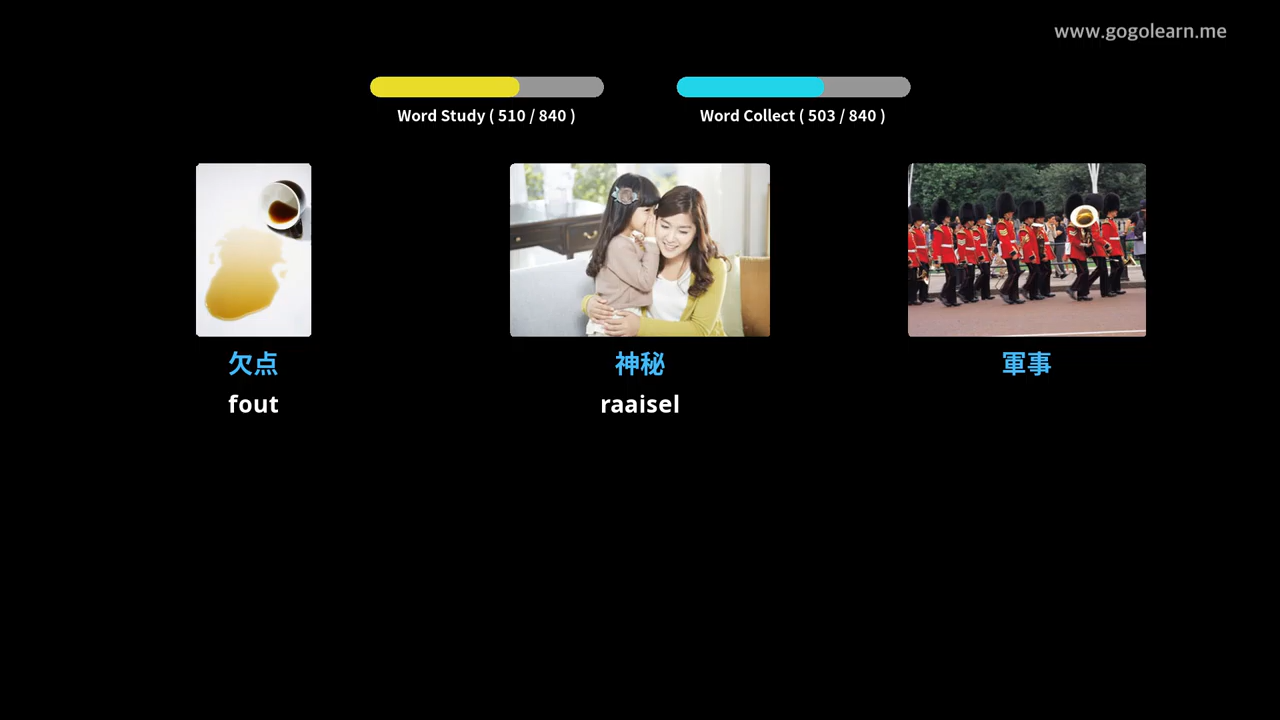 www.gogolearn.me
Word Study ( 510 / 840 )
Word Collect ( 503 / 840 )
欠点
神秘
軍事
fout
raaisel